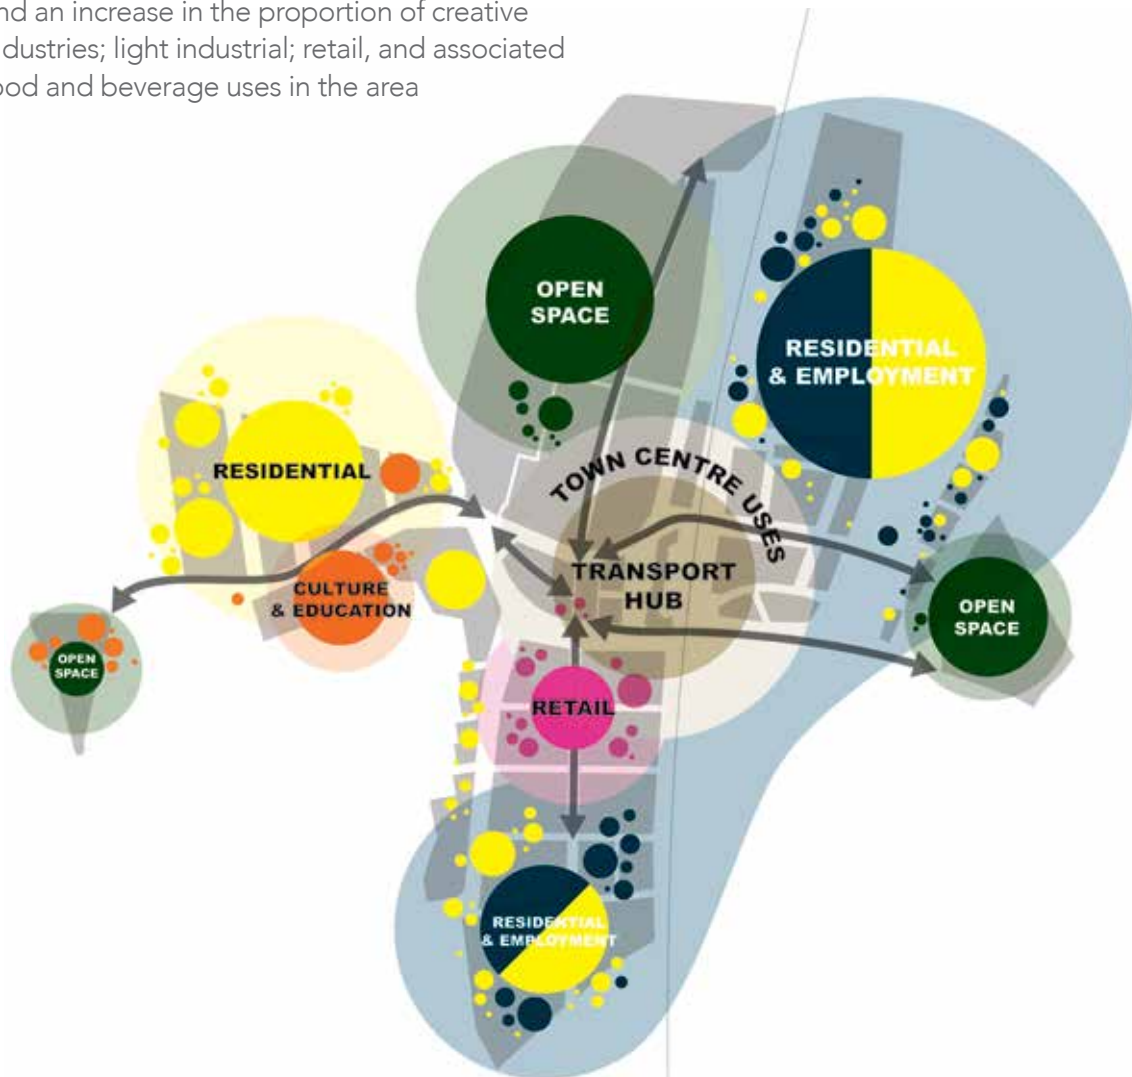 nd an increase in the proportion of creative
dustries; light industrial; retail, and associated
ood and beverage uses in the area
OPEN
SPACE
RESIDENTIAL
& EMPLOYMENT
TOWN CENTRE USES
RESIDENTIAL
TRANSPORT
HUB
CULTURE
& EDUCATION
OPEN
SPACE
OPEN
SPACE
RETAIL
RESIDENTIAL
& EMPLOYMENT